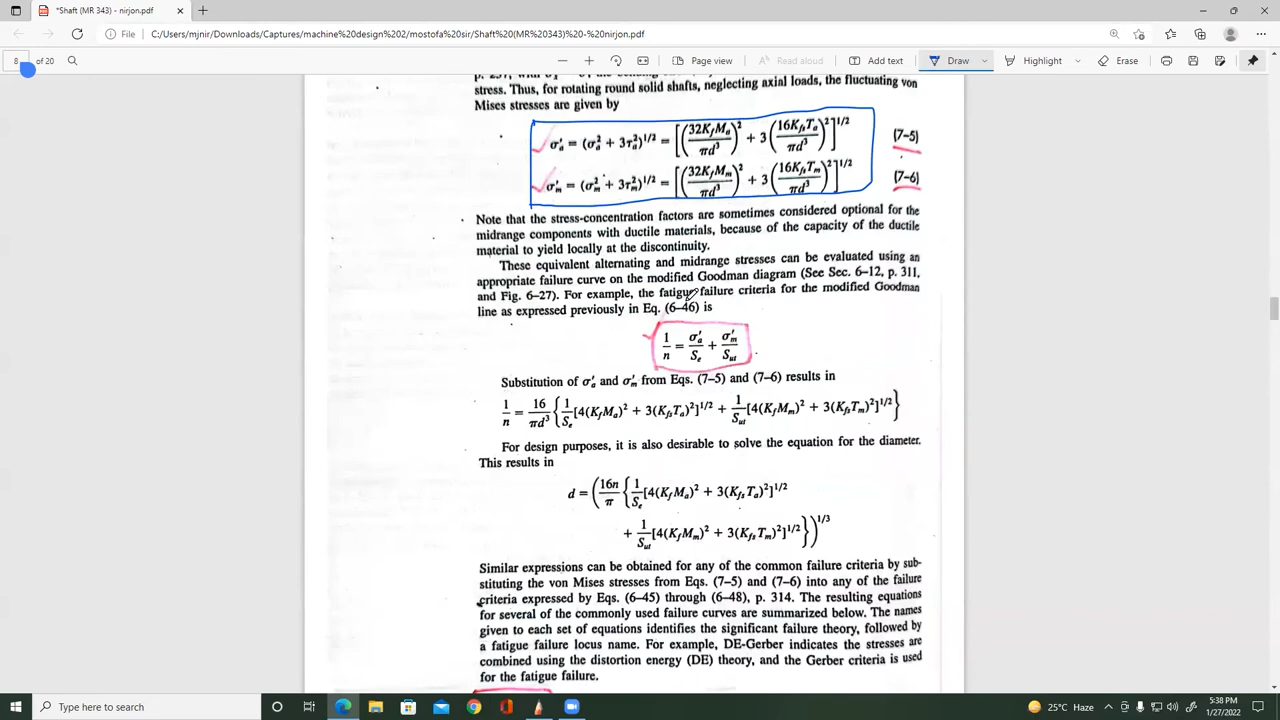 *Shaft (MR 343) - nirjon.pdf
File C:/Users/mjnir/Downloads/Captures/machine%20design%202/mostofa%20sir/Shaft%20(MR%20343)%20-%20nirjon.pdf
8 of 20 Page view Read aloud Add text Draw Highlight Erase
stress. Thus, for rotating round solid shafts, neglecting axial loads, the fluctuating von
Mises stresses are given by
σ′a = (σa² + 3τa²)^1/2 = [(32KfMa/πd³)² + 3(16KfsTa/πd³)²]^1/2 (7–5)
σ′m = (σm² + 3τm²)^1/2 = [(32KfMm/πd³)² + 3(16KfsTm/πd³)²]^1/2 (7–6)
Note that the stress-concentration factors are sometimes considered optional for the
midrange components with ductile materials, because of the capacity of the ductile
material to yield locally at the discontinuity.
These equivalent alternating and midrange stresses can be evaluated using an
appropriate failure curve on the modified Goodman diagram (See Sec. 6–12, p. 311,
and Fig. 6–27). For example, the fatigue failure criteria for the modified Goodman
line as expressed previously in Eq. (6–46) is
1/n = σ′a/Se + σ′m/Sut
Substitution of σ′a and σ′m from Eqs. (7–5) and (7–6) results in
1/n = 16/πd³ {1/Se [4(KfMa)² + 3(KfsTa)²]^1/2 + 1/Sut [4(KfMm)² + 3(KfsTm)²]^1/2}
For design purposes, it is also desirable to solve the equation for the diameter.
This results in
d = (16n/π {1/Se [4(KfMa)² + 3(KfsTa)²]^1/2
+ 1/Sut [4(KfMm)² + 3(KfsTm)²]^1/2})^1/3
Similar expressions can be obtained for any of the common failure criteria by sub-
stituting the von Mises stresses from Eqs. (7–5) and (7–6) into any of the failure
criteria expressed by Eqs. (6–45) through (6–48), p. 314. The resulting equations
for several of the commonly used failure curves are summarized below. The names
given to each set of equations identifies the significant failure theory, followed by
a fatigue failure locus name. For example, DE-Gerber indicates the stresses are
combined using the distortion energy (DE) theory, and the Gerber criteria is used
for the fatigue failure.
Type here to search
25°C Haze
5:38 PM
1/27/2022